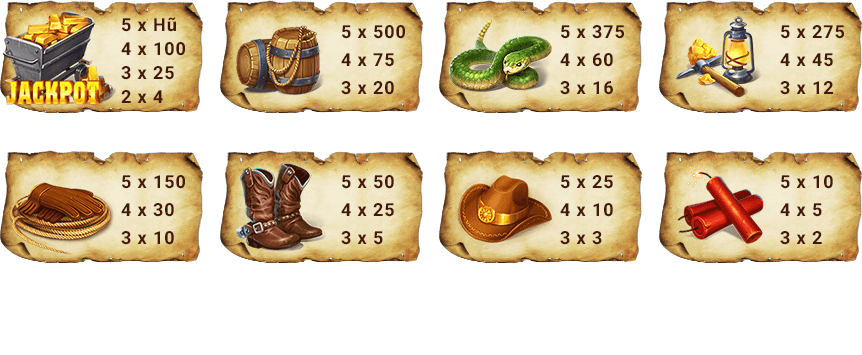 5 x Hũ
4 x 100
3 x 25
2 x 4
JACKPOT
5 x 500
4 x 75
3 x 20
5 x 375
4 x 60
3 x 16
5 x 275
4 x 45
3 x 12
5 x 150
4 x 30
3 x 10
5 x 50
4 x 25
3 x 5
5 x 25
4 x 10
3 x 3
5 x 10
4 x 5
3 x 2